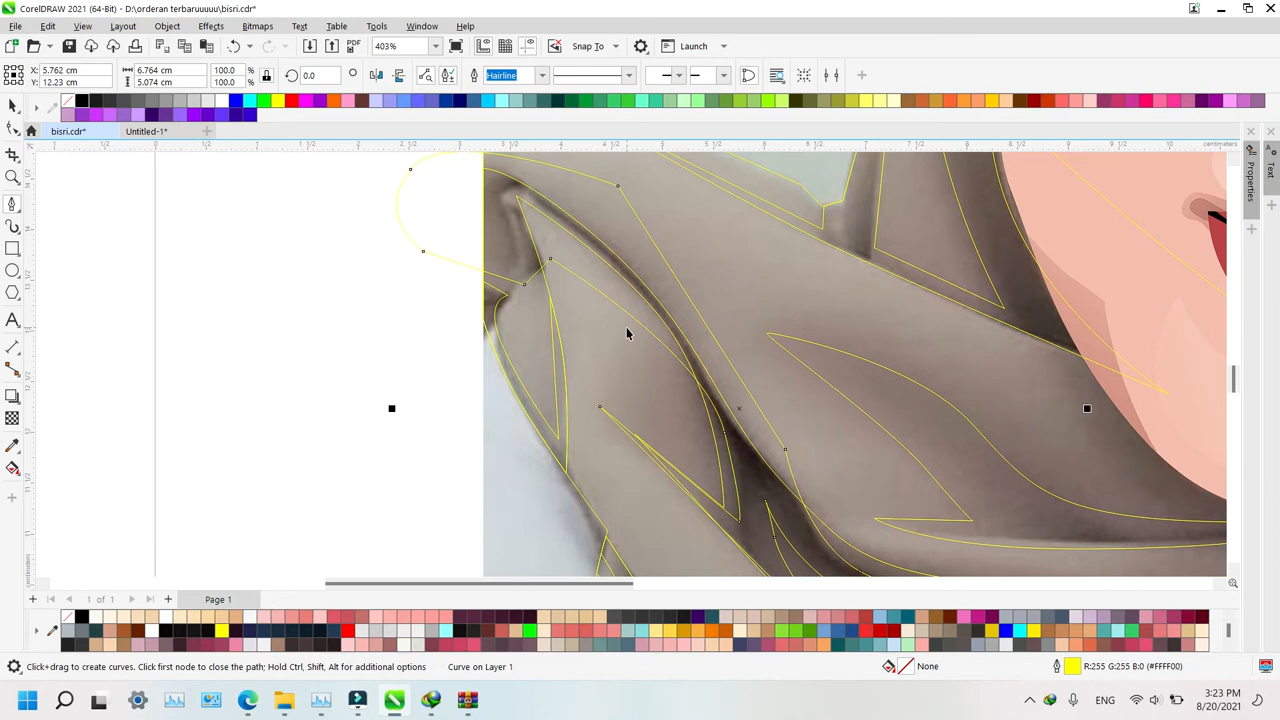 CorelDRAW 2021 (64-Bit) - D:\orderan terbaruuuuu\bisri.cdr*
File Edit View Layout Object Effects Bitmaps Text Table Tools Window Help
PDF 403% Snap To Launch
X: 5.762 cm 6.764 cm 100.0 % 0.0 Hairline
Y: 12.23 cm 5.074 cm 100.0 %
bisri.cdr* Untitled-1*
centimeters
Properties
Text
1 of 1 Page 1
Click+drag to create curves. Click first node to close the path; Hold Ctrl, Shift, Alt for additional options Curve on Layer 1 None R:255 G:255 B:0 (#FFFF00)
ENG 3:23 PM
8/20/2021